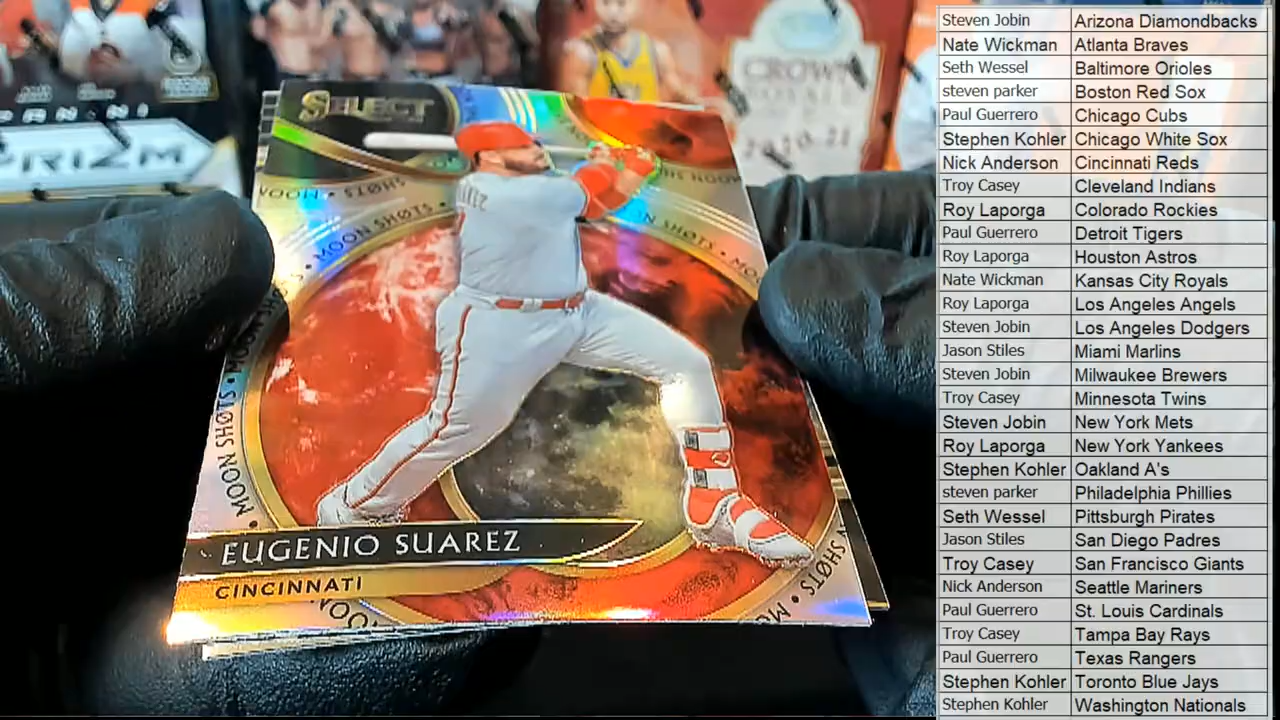 PANINI
PRIZM
CROWN
ROYALE
2020-21
SELECT
MOON SHOTS
MOON SHOTS
SUAREZ
EUGENIO SUAREZ
CINCINNATI
Steven Jobin Arizona Diamondbacks
Nate Wickman Atlanta Braves
Seth Wessel Baltimore Orioles
steven parker Boston Red Sox
Paul Guerrero Chicago Cubs
Stephen Kohler Chicago White Sox
Nick Anderson Cincinnati Reds
Troy Casey Cleveland Indians
Roy Laporga Colorado Rockies
Paul Guerrero Detroit Tigers
Roy Laporga Houston Astros
Nate Wickman Kansas City Royals
Roy Laporga Los Angeles Angels
Steven Jobin Los Angeles Dodgers
Jason Stiles Miami Marlins
Steven Jobin Milwaukee Brewers
Troy Casey Minnesota Twins
Steven Jobin New York Mets
Roy Laporga New York Yankees
Stephen Kohler Oakland A's
steven parker Philadelphia Phillies
Seth Wessel Pittsburgh Pirates
Jason Stiles San Diego Padres
Troy Casey San Francisco Giants
Nick Anderson Seattle Mariners
Paul Guerrero St. Louis Cardinals
Troy Casey Tampa Bay Rays
Paul Guerrero Texas Rangers
Stephen Kohler Toronto Blue Jays
Stephen Kohler Washington Nationals